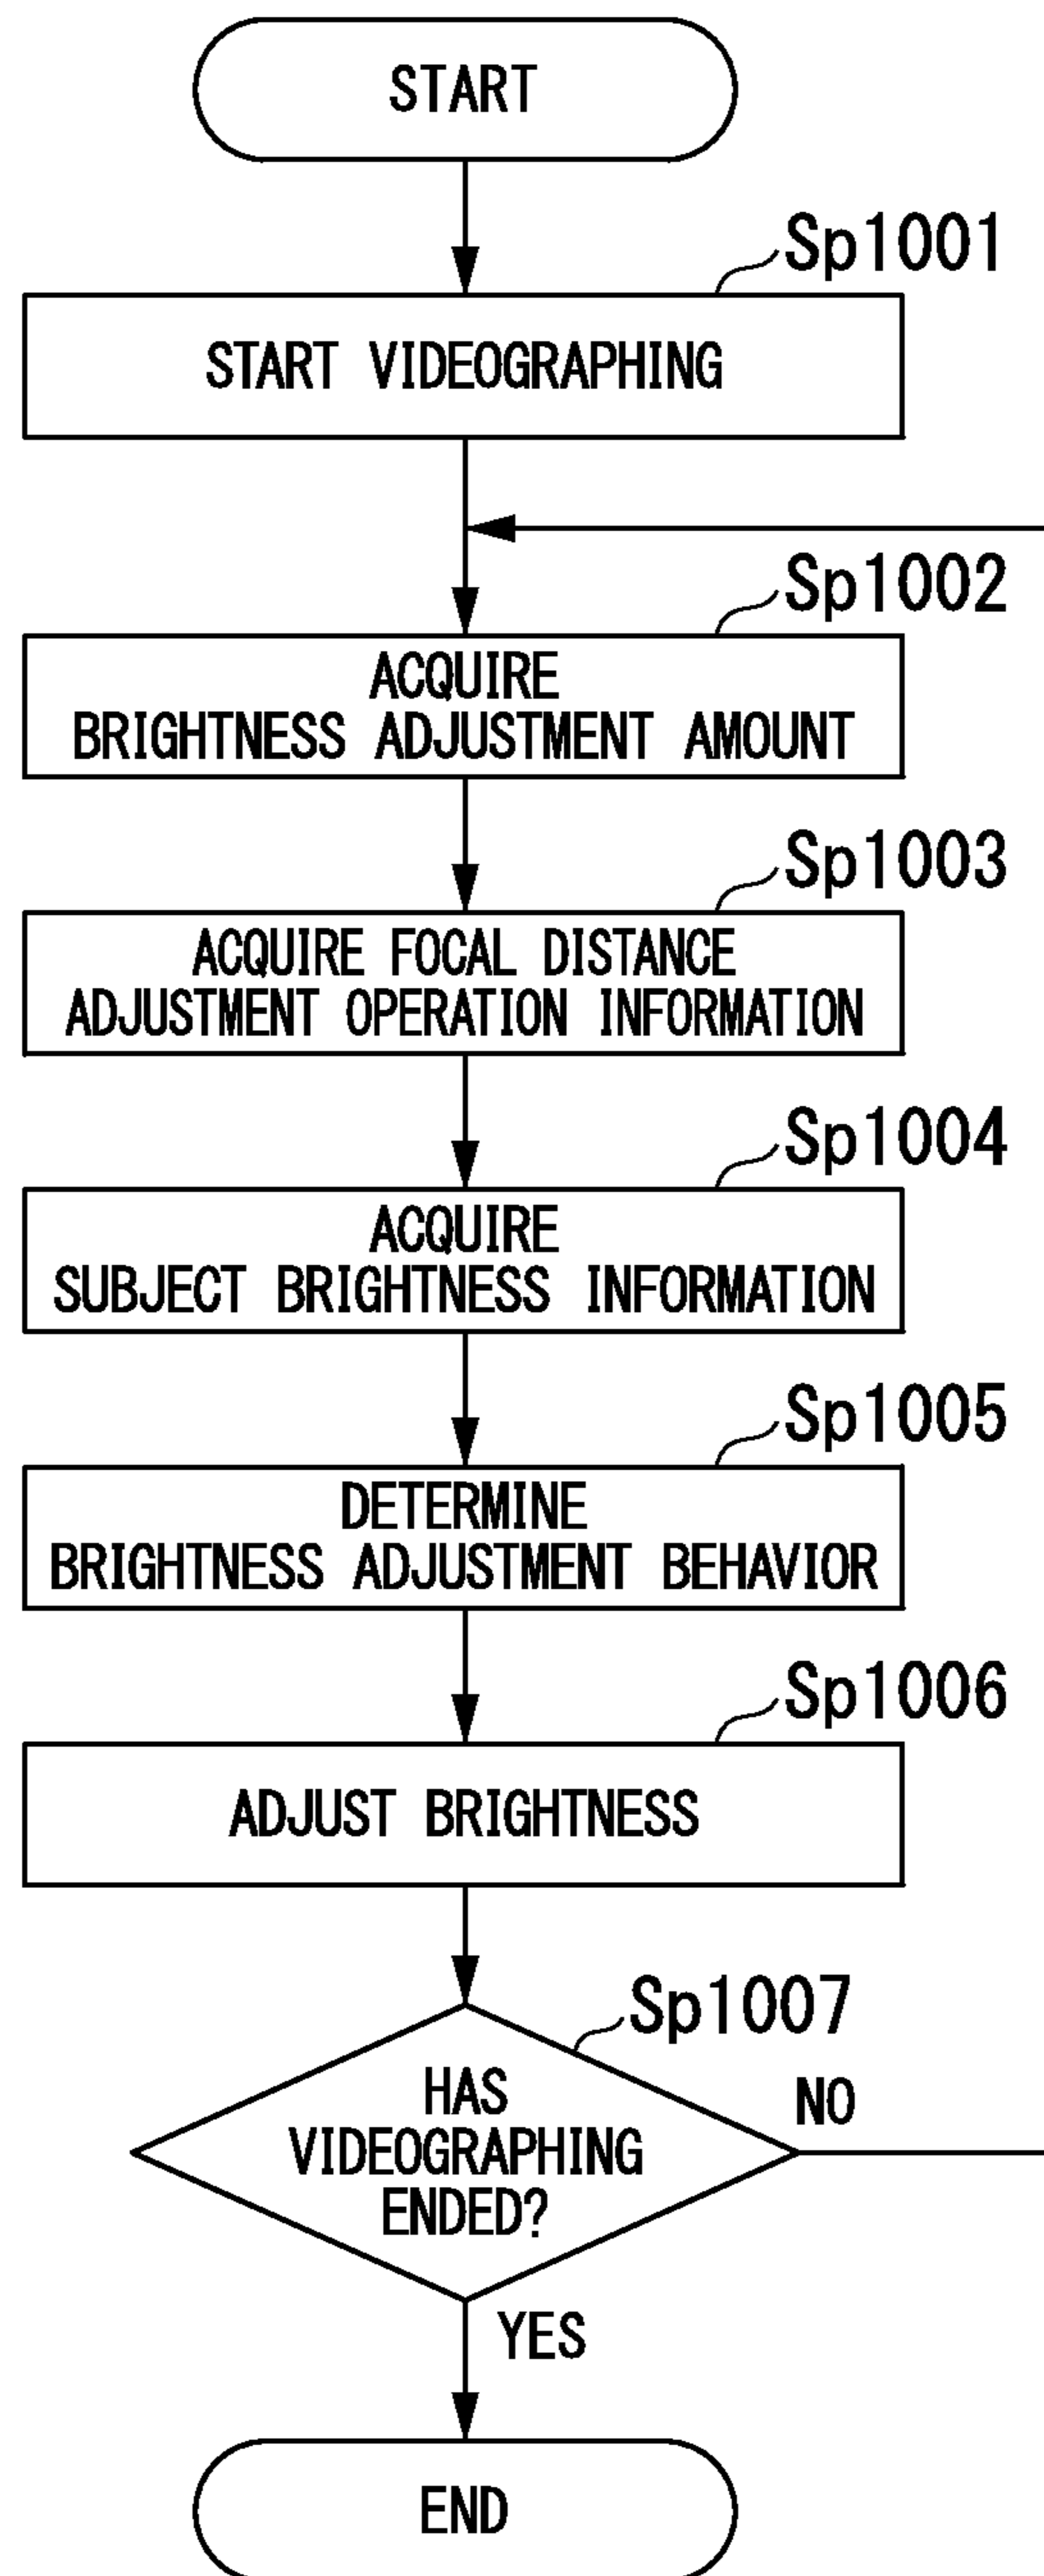 START
Sp1001
START VIDEOGRAPHING
Sp1002
ACQUIRE
BRIGHTNESS ADJUSTMENT AMOUNT
Sp1003
ACQUIRE FOCAL DISTANCE
ADJUSTMENT OPERATION INFORMATION
Sp1004
ACQUIRE
SUBJECT BRIGHTNESS INFORMATION
Sp1005
DETERMINE
BRIGHTNESS ADJUSTMENT BEHAVIOR
Sp1006
ADJUST BRIGHTNESS
Sp1007
HAS
VIDEOGRAPHING
ENDED?
NO
YES
END